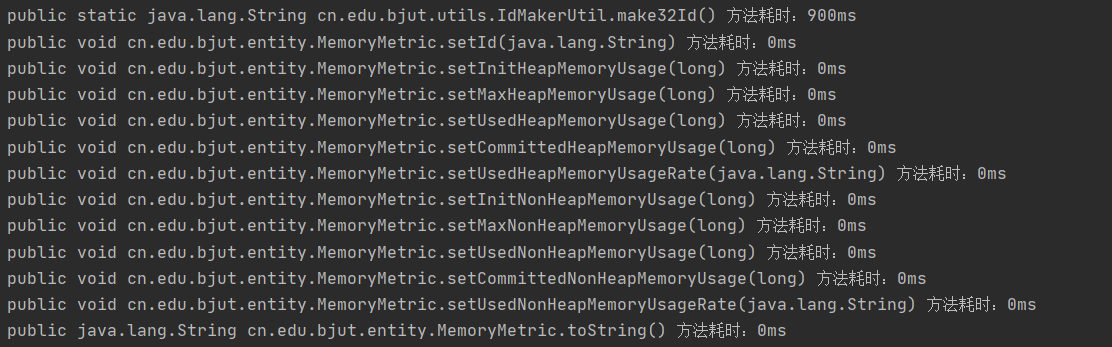 public static java.lang.String cn.edu.bjut.utils.IdMakerUtil.make32Id() 方法耗时：900ms
public void cn.edu.bjut.entity.MemoryMetric.setId(java.lang.String) 方法耗时：0ms
public void cn.edu.bjut.entity.MemoryMetric.setInitHeapMemoryUsage(long) 方法耗时：0ms
public void cn.edu.bjut.entity.MemoryMetric.setMaxHeapMemoryUsage(long) 方法耗时：0ms
public void cn.edu.bjut.entity.MemoryMetric.setUsedHeapMemoryUsage(long) 方法耗时：0ms
public void cn.edu.bjut.entity.MemoryMetric.setCommittedHeapMemoryUsage(long) 方法耗时：0ms
public void cn.edu.bjut.entity.MemoryMetric.setUsedHeapMemoryUsageRate(java.lang.String) 方法耗时：0ms
public void cn.edu.bjut.entity.MemoryMetric.setInitNonHeapMemoryUsage(long) 方法耗时：0ms
public void cn.edu.bjut.entity.MemoryMetric.setMaxNonHeapMemoryUsage(long) 方法耗时：0ms
public void cn.edu.bjut.entity.MemoryMetric.setUsedNonHeapMemoryUsage(long) 方法耗时：0ms
public void cn.edu.bjut.entity.MemoryMetric.setCommittedNonHeapMemoryUsage(long) 方法耗时：0ms
public void cn.edu.bjut.entity.MemoryMetric.setUsedNonHeapMemoryUsageRate(java.lang.String) 方法耗时：0ms
public java.lang.String cn.edu.bjut.entity.MemoryMetric.toString() 方法耗时：0ms